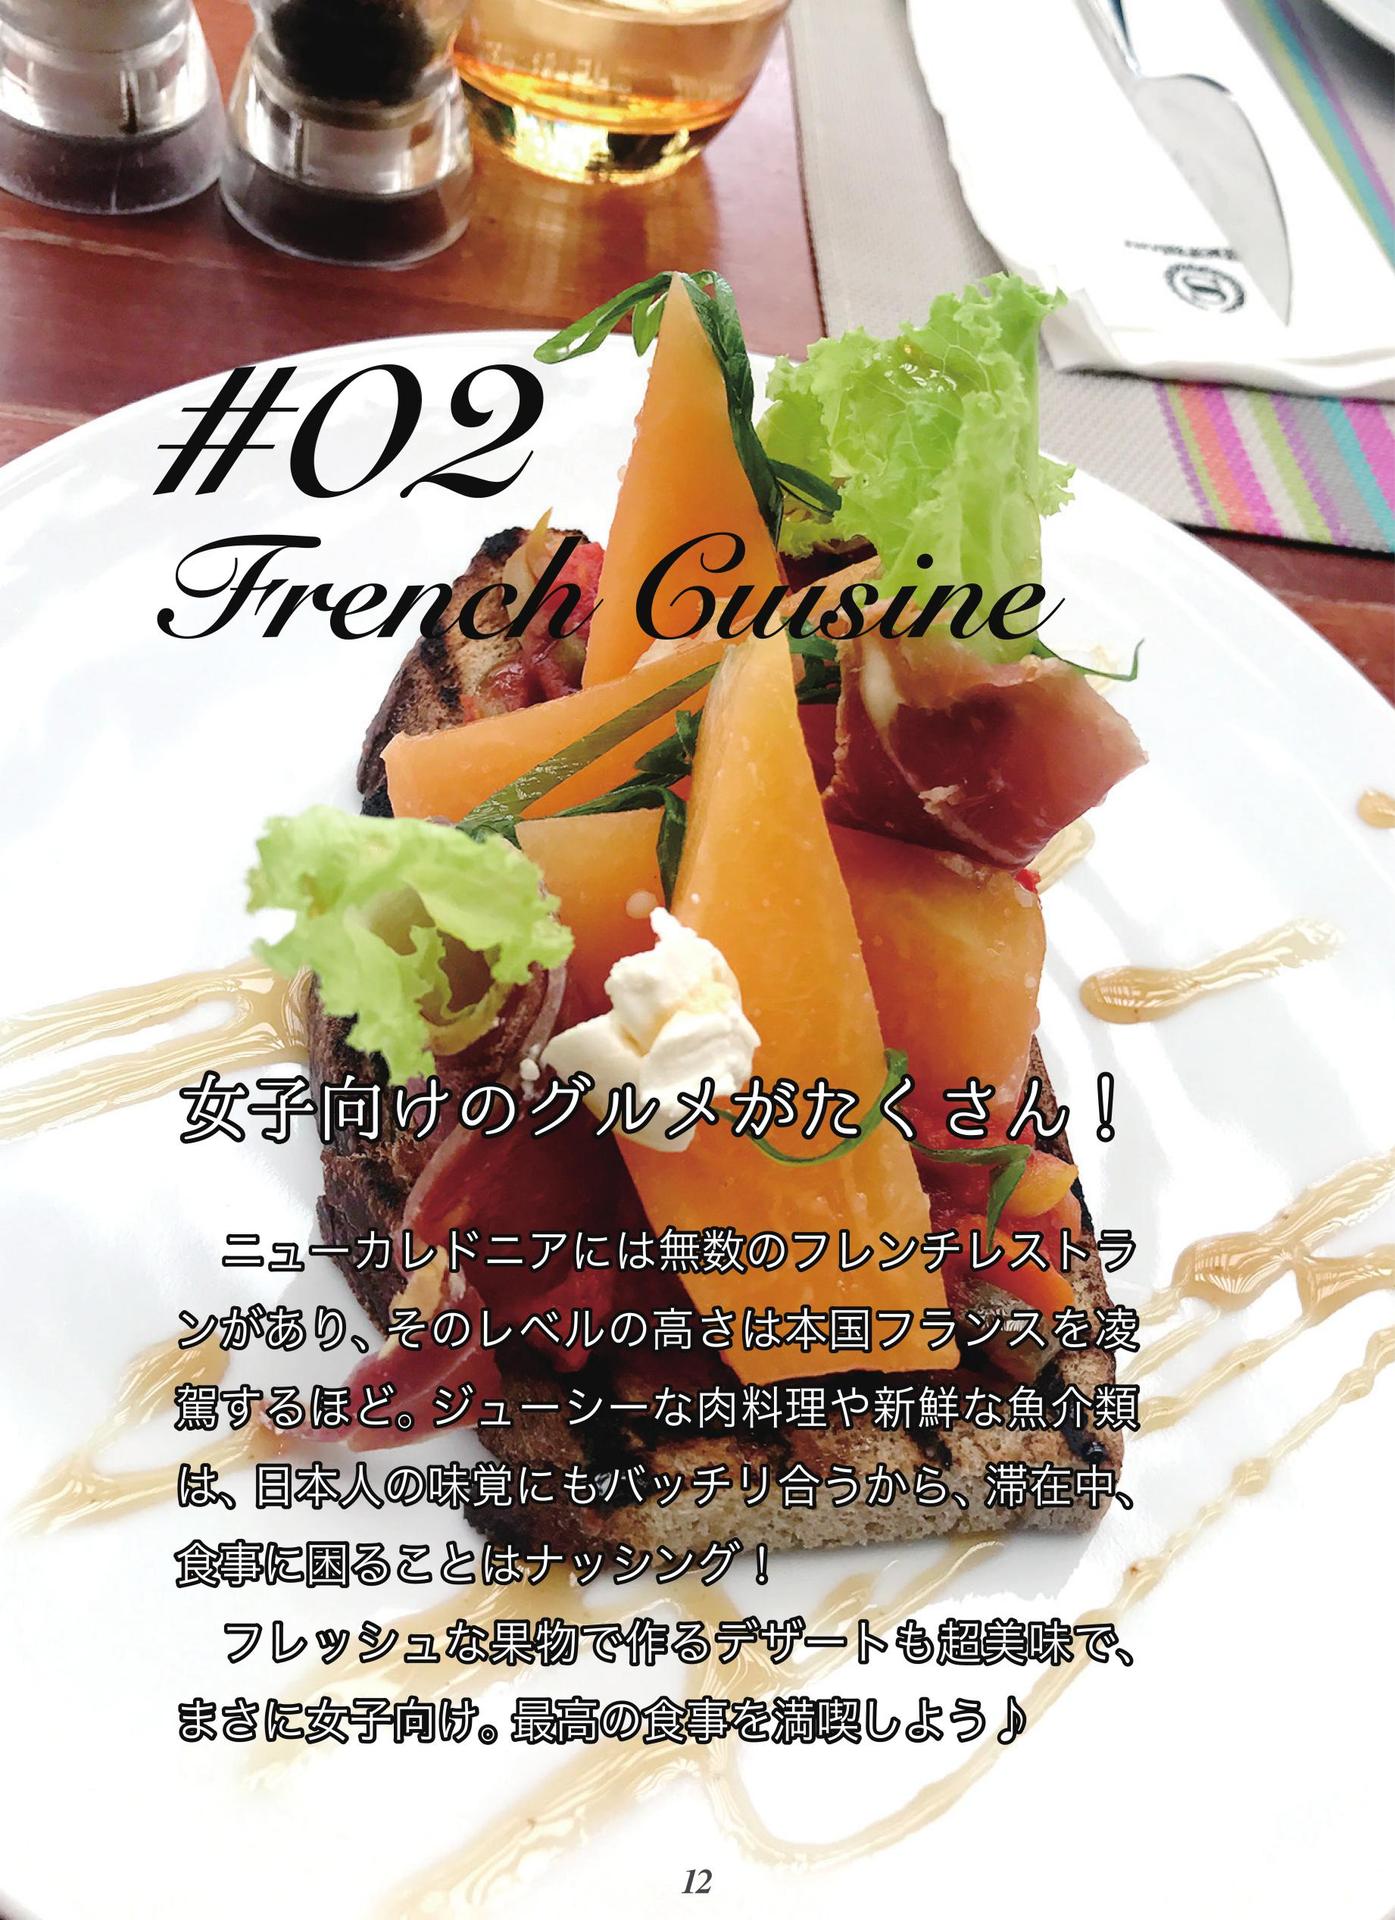 #02
French Cuisine
女子向けのグルメがたくさん！
ニューカレドニアには無数のフレンチレストラ
ンがあり、そのレベルの高さは本国フランスを凌
駕するほど。ジューシーな肉料理や新鮮な魚介類
は、日本人の味覚にもバッチリ合うから、滞在中、
食事に困ることはナッシング！
フレッシュな果物で作るデザートも超美味で、
まさに女子向け。最高の食事を満喫しよう♪
12